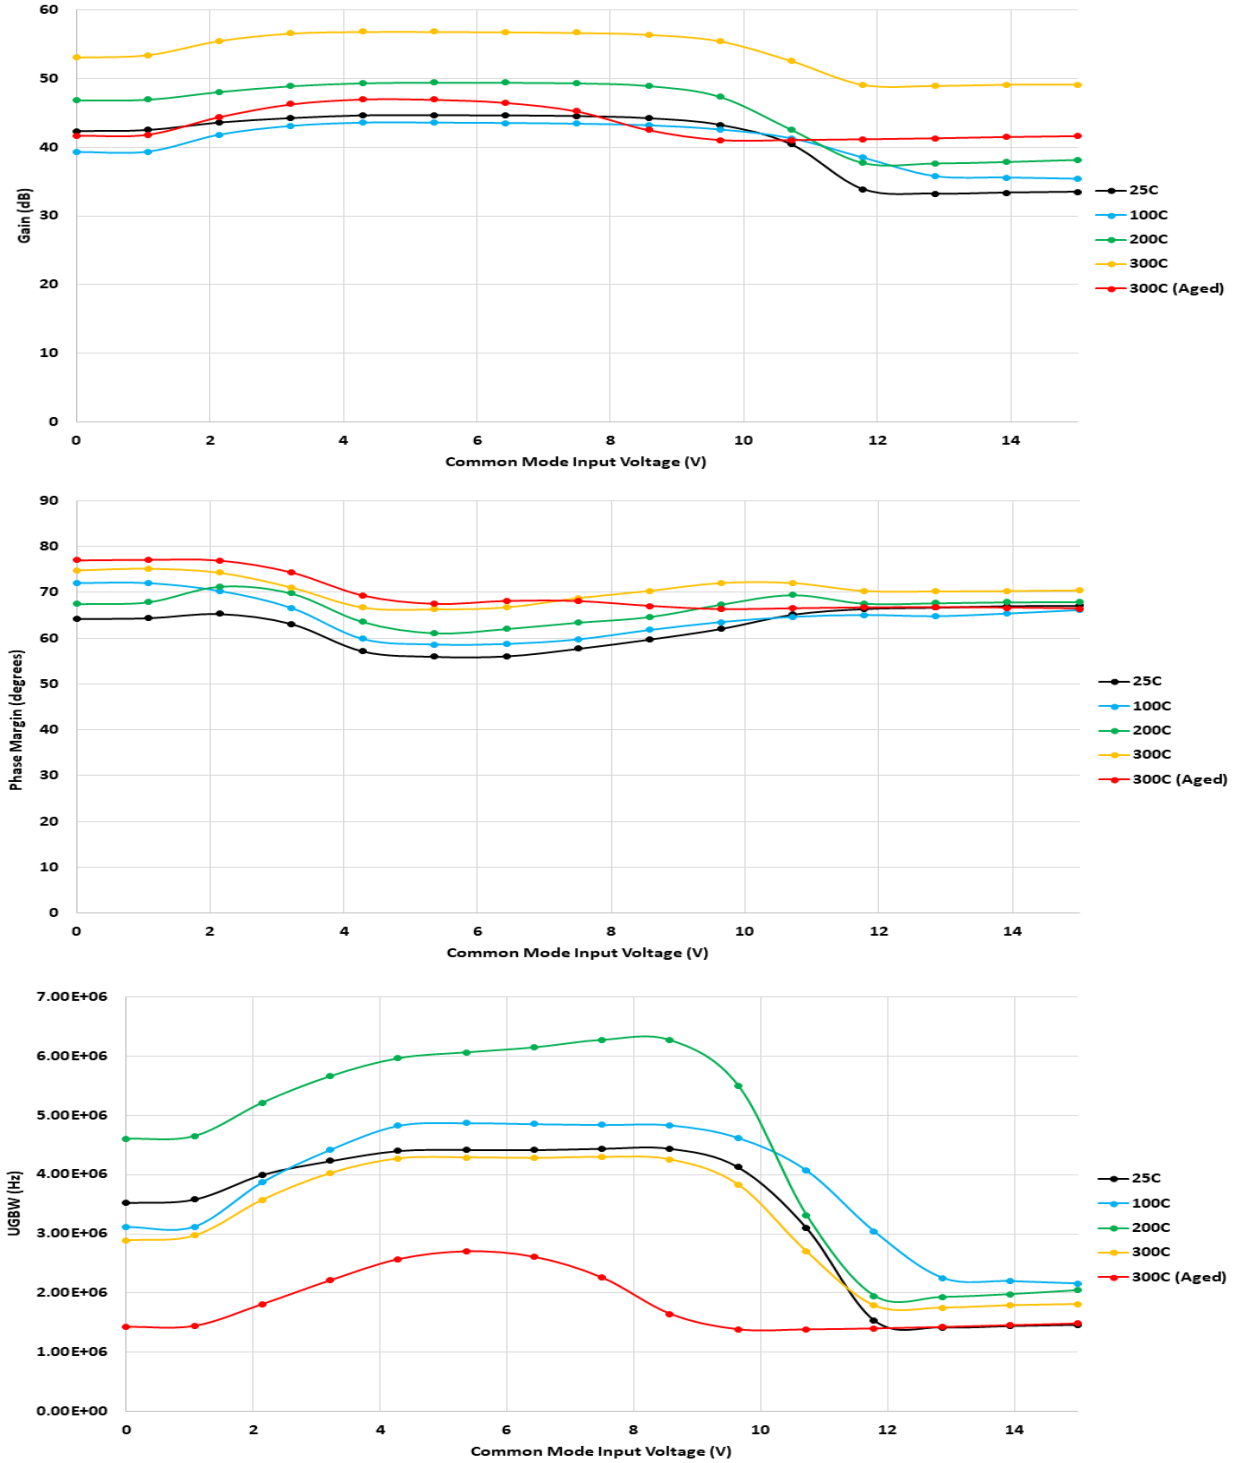 60
50
40
30
20
10
0
Gain (dB)
0 2 4 6 8 10 12 14
Common Mode Input Voltage (V)
25C
100C
200C
300C
300C (Aged)
90
80
70
60
50
40
30
20
10
0
Phase Margin (degrees)
0 2 4 6 8 10 12 14
Common Mode Input Voltage (V)
25C
100C
200C
300C
300C (Aged)
7.00E+06
6.00E+06
5.00E+06
4.00E+06
3.00E+06
2.00E+06
1.00E+06
0.00E+00
UGBW (Hz)
0 2 4 6 8 10 12 14
Common Mode Input Voltage (V)
25C
100C
200C
300C
300C (Aged)